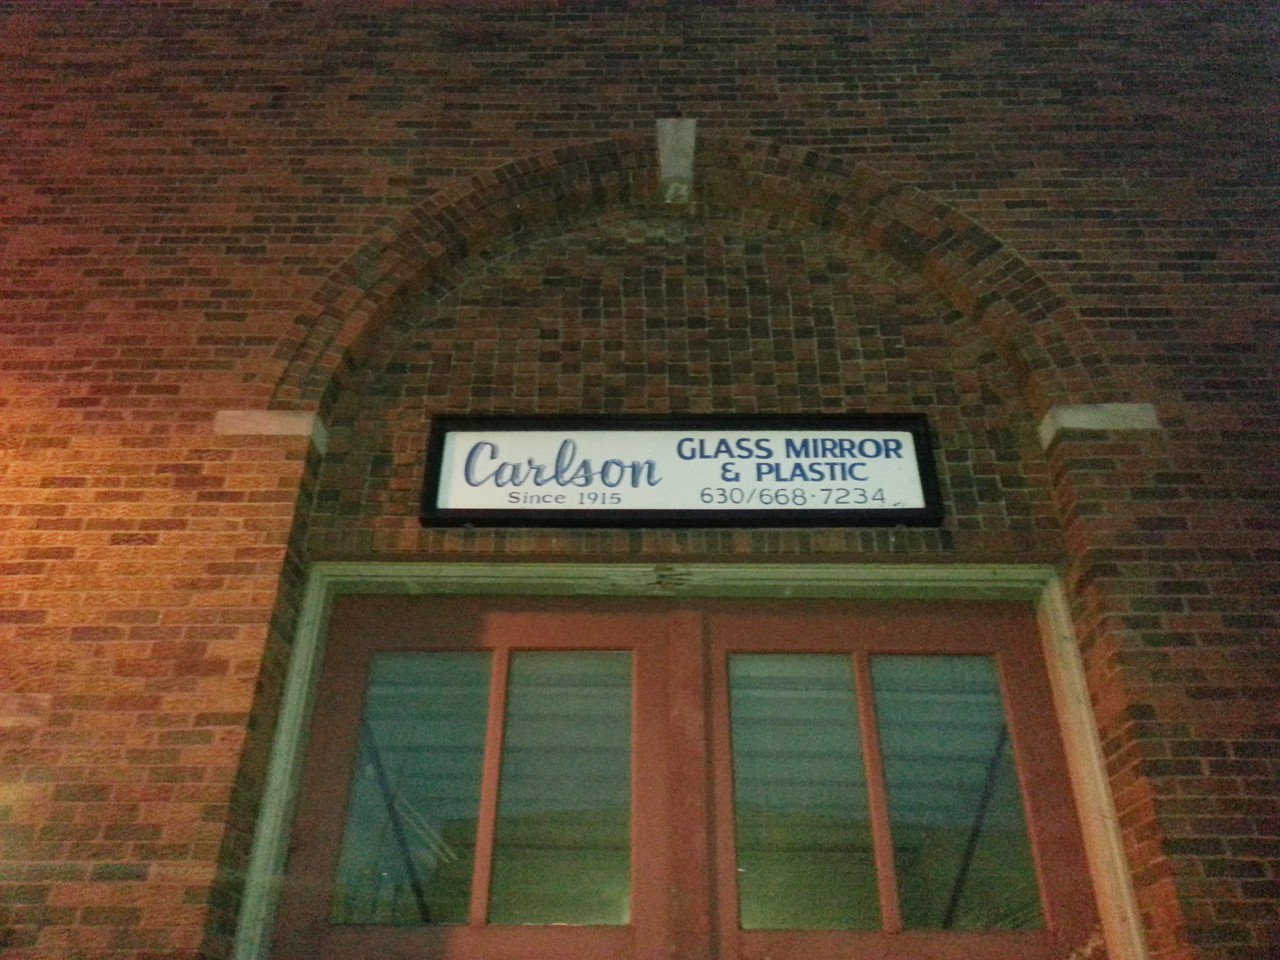 Carlson
Since 1915
GLASS MIRROR
& PLASTIC
630/668·7234